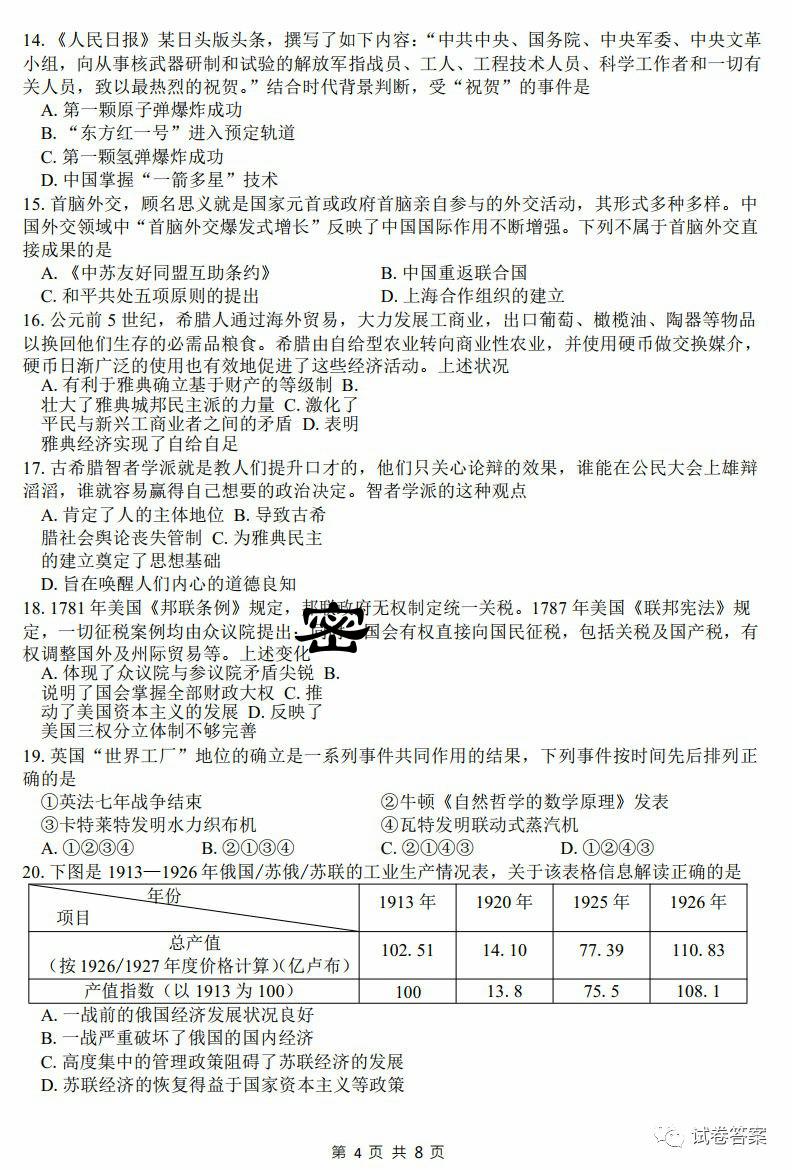 14.《人民日报》某日头版头条，撰写了如下内容：“中共中央、国务院、中央军委、中央文革
小组，向从事核武器研制和试验的解放军指战员、工人、工程技术人员、科学工作者和一切有
关人员，致以最热烈的祝贺。”结合时代背景判断，受“祝贺”的事件是
A. 第一颗原子弹爆炸成功
B. “东方红一号”进入预定轨道
C. 第一颗氢弹爆炸成功
D. 中国掌握“一箭多星”技术
15. 首脑外交，顾名思义就是国家元首或政府首脑亲自参与的外交活动，其形式多种多样。中
国外交领域中“首脑外交爆发式增长”反映了中国国际作用不断增强。下列不属于首脑外交直
接成果的是
A. 《中苏友好同盟互助条约》 B. 中国重返联合国
C. 和平共处五项原则的提出 D. 上海合作组织的建立
16. 公元前 5 世纪，希腊人通过海外贸易，大力发展工商业，出口葡萄、橄榄油、陶器等物品
以换回他们生存的必需品粮食。希腊由自给型农业转向商业性农业，并使用硬币做交换媒介，
硬币日渐广泛的使用也有效地促进了这些经济活动。上述状况
A. 有利于雅典确立基于财产的等级制 B.
壮大了雅典城邦民主派的力量 C. 激化了
平民与新兴工商业者之间的矛盾 D. 表明
雅典经济实现了自给自足
17. 古希腊智者学派就是教人们提升口才的，他们只关心论辩的效果，谁能在公民大会上雄辩
滔滔，谁就容易赢得自己想要的政治决定。智者学派的这种观点
A. 肯定了人的主体地位 B. 导致古希
腊社会舆论丧失管制 C. 为雅典民主
的建立奠定了思想基础
D. 旨在唤醒人们内心的道德良知
18. 1781 年美国《邦联条例》规定，邦联政府无权制定统一关税。1787 年美国《联邦宪法》规
定，一切征税案例均由众议院提出；密国会有权直接向国民征税，包括关税及国产税，有
权调整国外及州际贸易等。上述变化
A. 体现了众议院与参议院矛盾尖锐 B.
说明了国会掌握全部财政大权 C. 推
动了美国资本主义的发展 D. 反映了
美国三权分立体制不够完善
19. 英国“世界工厂”地位的确立是一系列事件共同作用的结果，下列事件按时间先后排列正
确的是
①英法七年战争结束 ②牛顿《自然哲学的数学原理》发表
③卡特莱特发明水力织布机 ④瓦特发明联动式蒸汽机
A. ①②③④ B. ②①③④ C. ②①④③ D. ①②④③
20. 下图是 1913—1926 年俄国/苏俄/苏联的工业生产情况表，关于该表格信息解读正确的是
年份 项目 1913 年 1920 年 1925 年 1926 年
总产值
（按 1926/1927 年度价格计算）（亿卢布） 102.51 14.10 77.39 110.83
产值指数（以 1913 为 100） 100 13.8 75.5 108.1
A. 一战前的俄国经济发展状况良好
B. 一战严重破坏了俄国的国内经济
C. 高度集中的管理政策阻碍了苏联经济的发展
D. 苏联经济的恢复得益于国家资本主义等政策
试卷答案
第 4 页 共 8 页